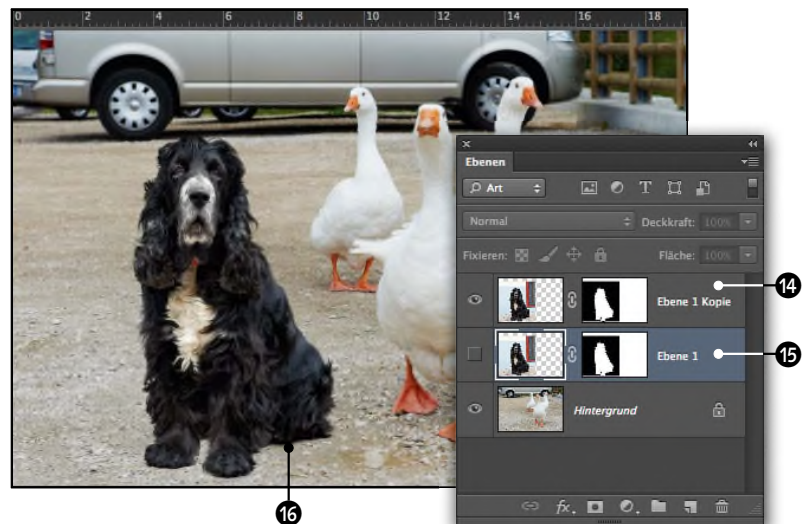 0 2 4 6 8 10 12 14 16 18
Ebenen
Art
T
Normal
Deckkraft: 100%
Fixieren:
Fläche: 100%
Ebene 1 Kopie
14
Ebene 1
15
Hintergrund
fx.
16